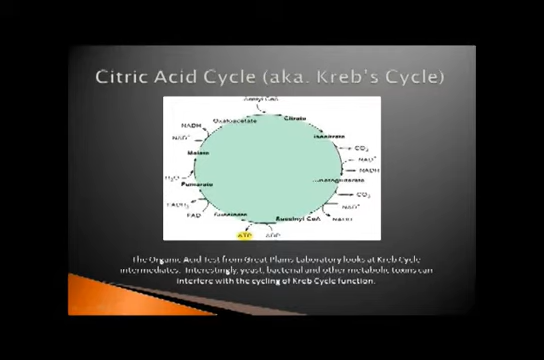 Citric Acid Cycle (aka. Kreb's Cycle)
Acetyl CoA
Oxaloacetate
Citrate
NADH
NAD⁺
Isocitrate
CO₂
Malate
NAD⁺
NADH
H₂O
Fumarate
CO₂
FADH₂
NAD⁺
FAD
Succinate
Succinyl CoA
NADH
ATP
ADP
The Organic Acid Test from Great Plains Laboratory looks at Kreb Cycle
intermediates. Interestingly, yeast, bacterial and other metabolic toxins can
interfere with the cycling of Kreb Cycle function.